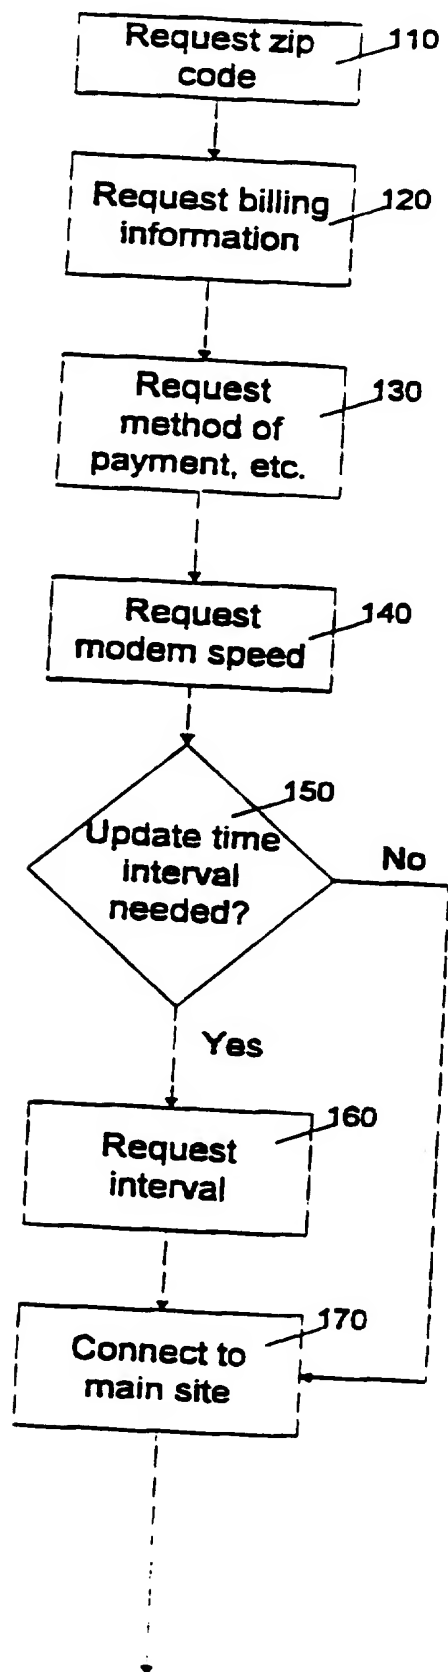 Request zip
code
110
Request billing
information
120
Request
method of
payment, etc.
130
Request
modem speed
140
Update time
interval
needed?
150
No
Yes
Request
interval
160
Connect to
main site
170